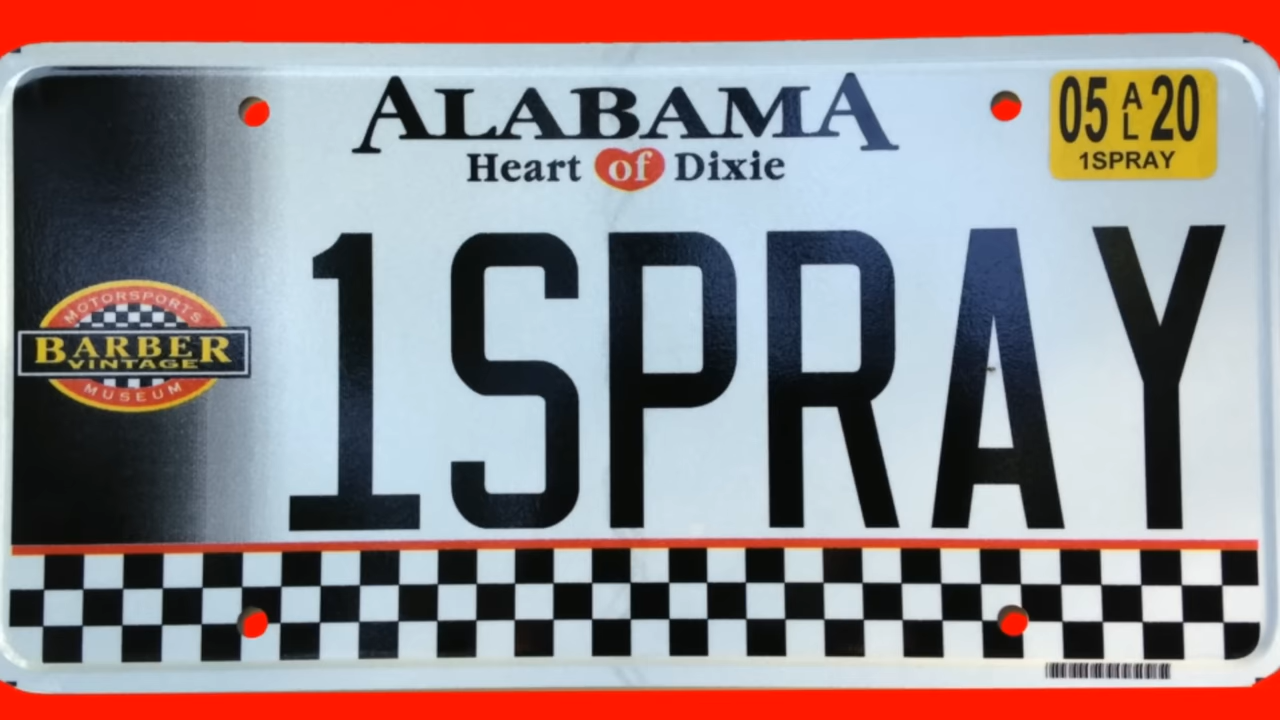 ALABAMA
Heart of Dixie
05 AL 20
1SPRAY
1SPRAY
MOTORSPORTS
BARBER
VINTAGE
MUSEUM